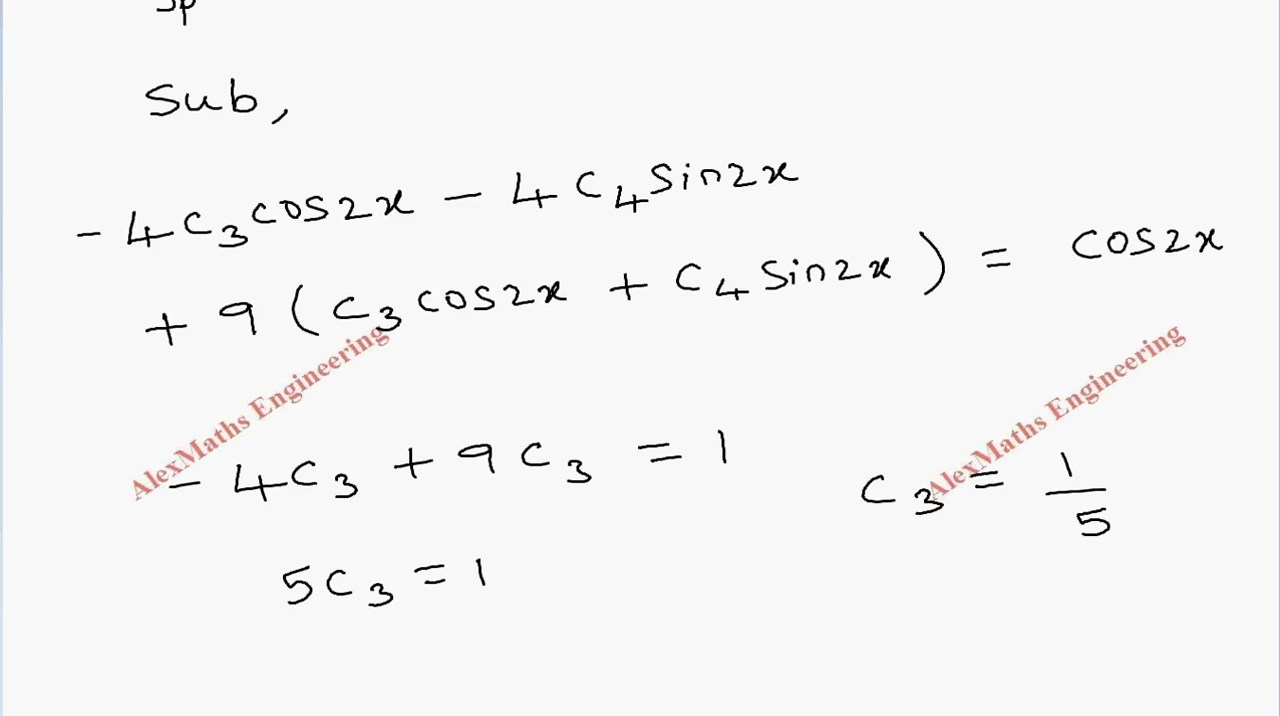 Sub,
- 4C₃cos2x - 4C₄sin2x
+ 9 (C₃cos2x + C₄sin2x) = cos2x
AlexMaths Engineering
AlexMaths Engineering
- 4C₃ + 9C₃ = 1
C₃ = 1/5
5C₃ = 1